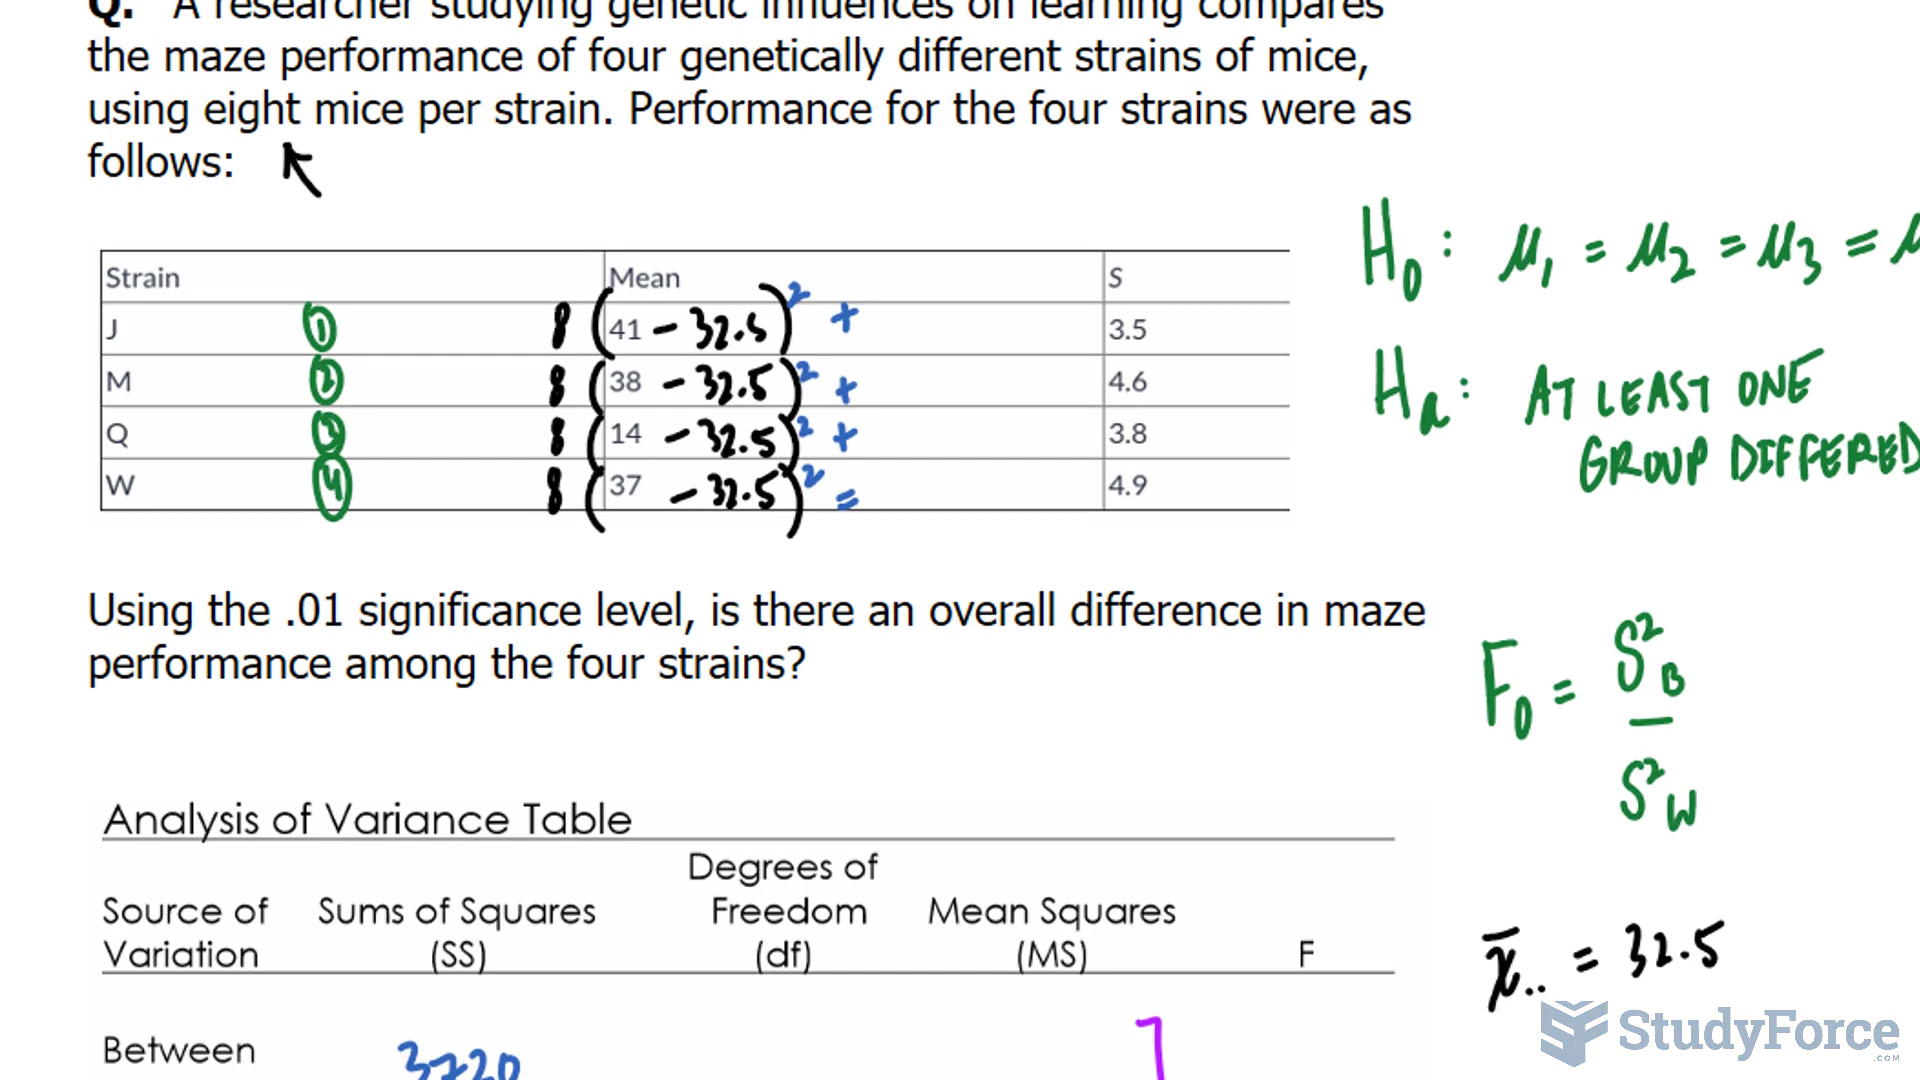 Q. A researcher studying genetic influences on learning compares
the maze performance of four genetically different strains of mice,
using eight mice per strain. Performance for the four strains were as
follows:
Strain Mean S
J ① 8 (41 - 32.5)² + 3.5
M ② 8 (38 - 32.5)² + 4.6
Q ③ 8 (14 - 32.5)² + 3.8
W ④ 8 (37 - 32.5)² = 4.9
H₀ : μ₁ = μ₂ = μ₃ = μ
Hₐ : AT LEAST ONE
GROUP DIFFERED
Using the .01 significance level, is there an overall difference in maze
performance among the four strains?
F₀ = S²B
S²W
Analysis of Variance Table
Degrees of
Source of Sums of Squares Freedom Mean Squares
Variation (SS) (df) (MS) F
x̄.. = 32.5
Between 3720
SF StudyForce
.COM